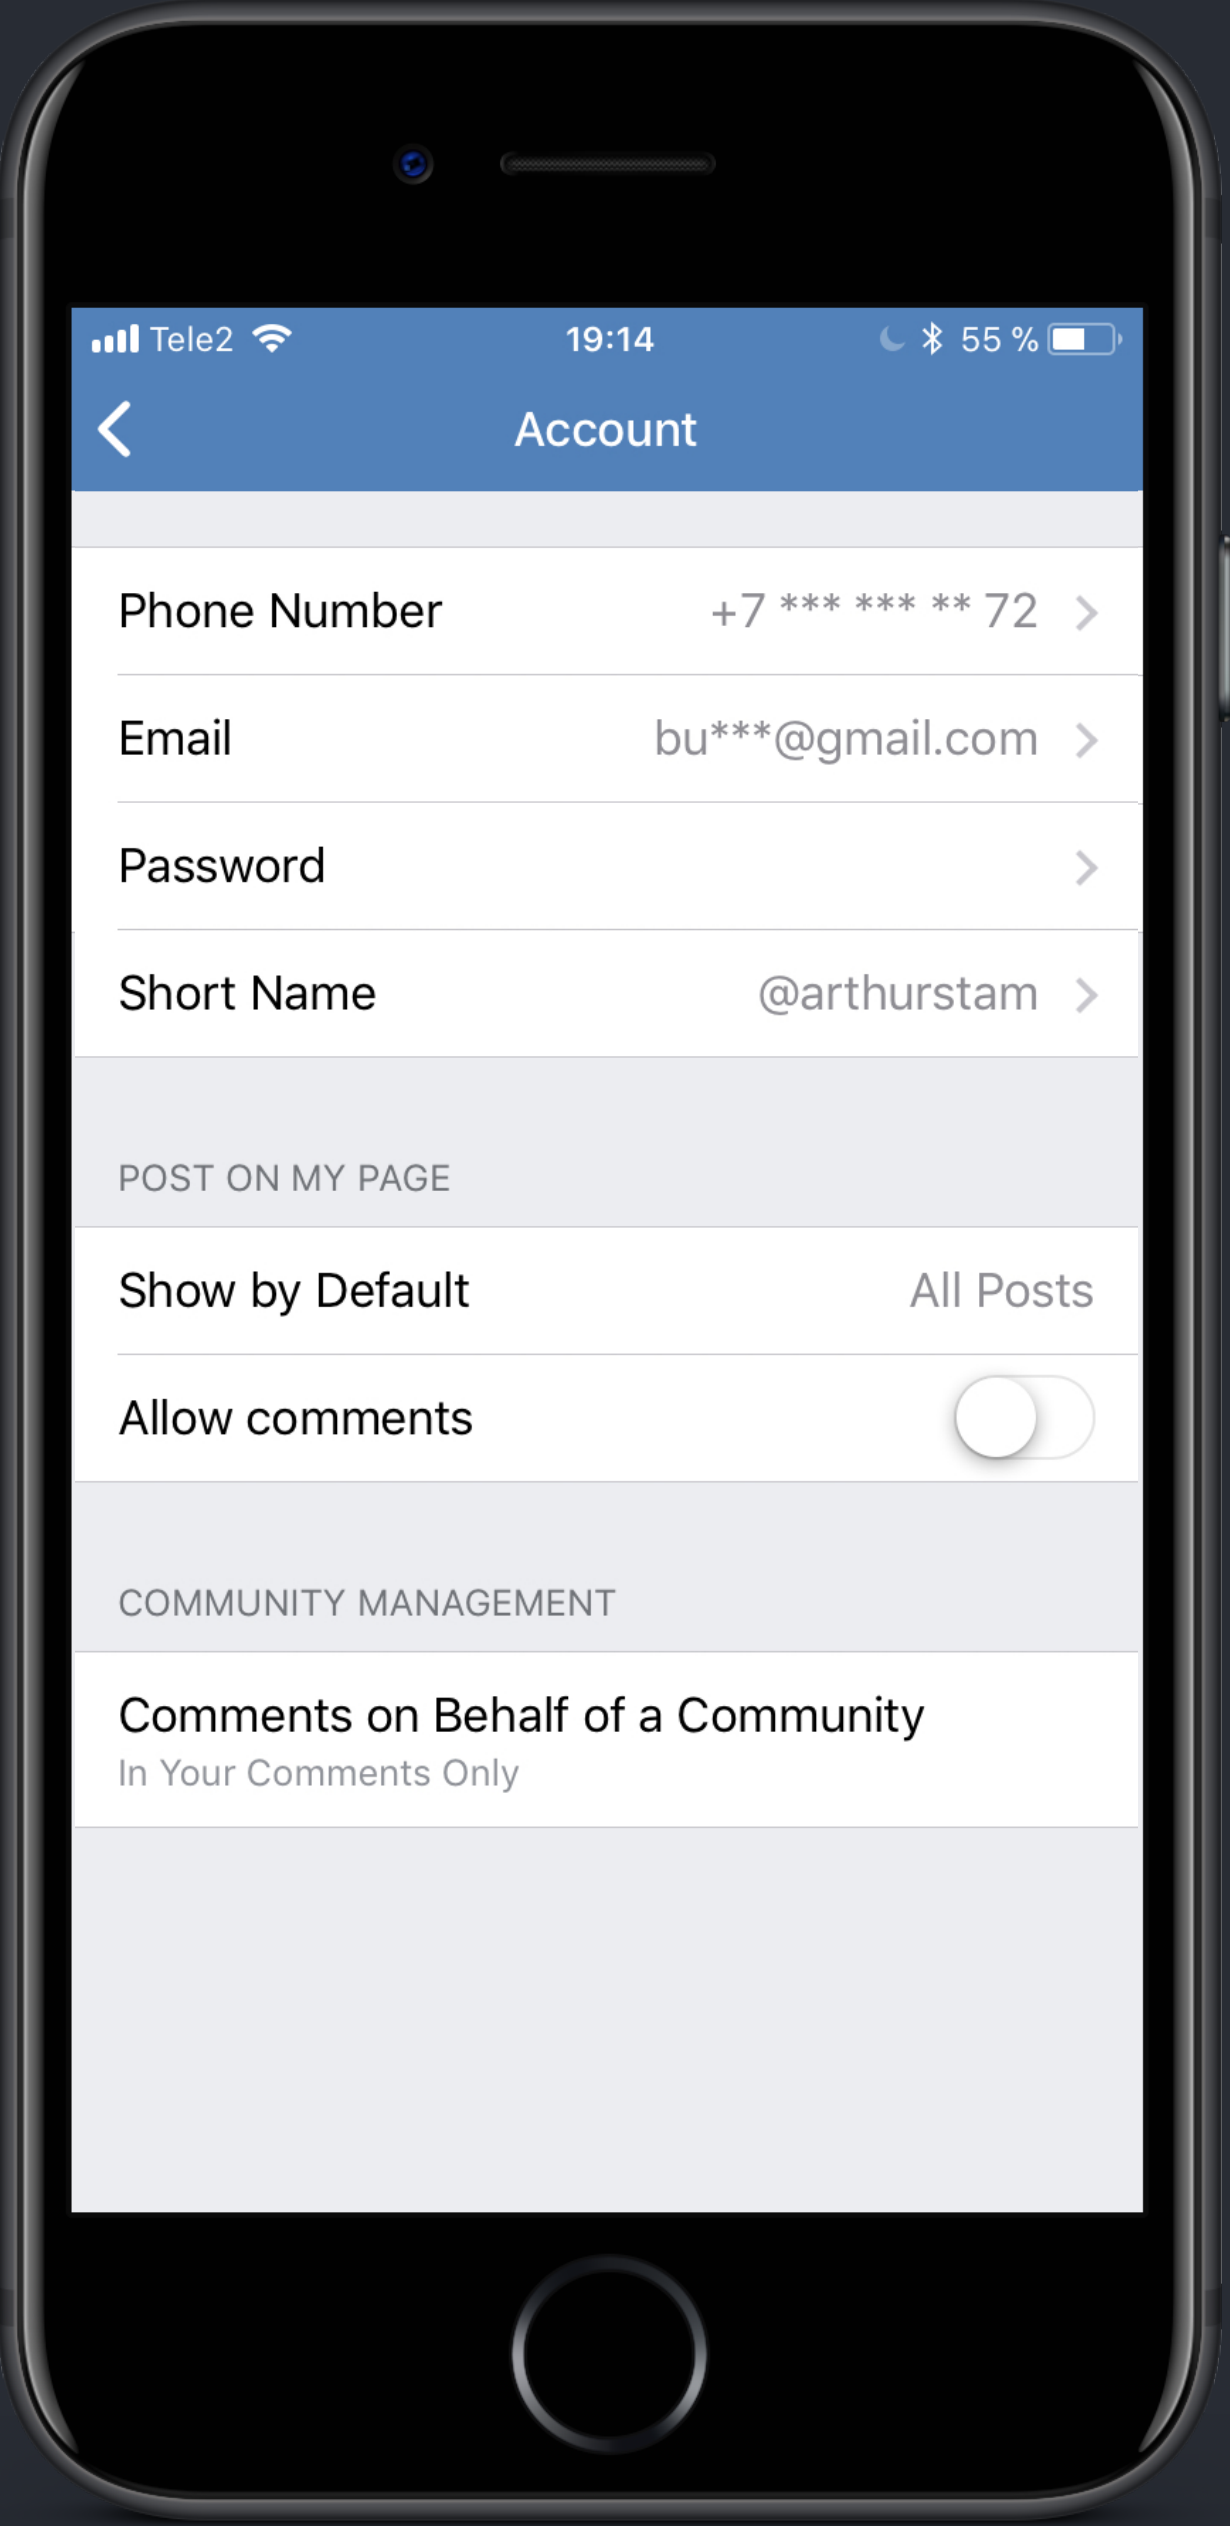 Tele2 19:14 55 %
Account
Phone Number +7 *** *** ** 72
Email bu***@gmail.com
Password
Short Name @arthurstam
POST ON MY PAGE
Show by Default All Posts
Allow comments
COMMUNITY MANAGEMENT
Comments on Behalf of a Community
In Your Comments Only